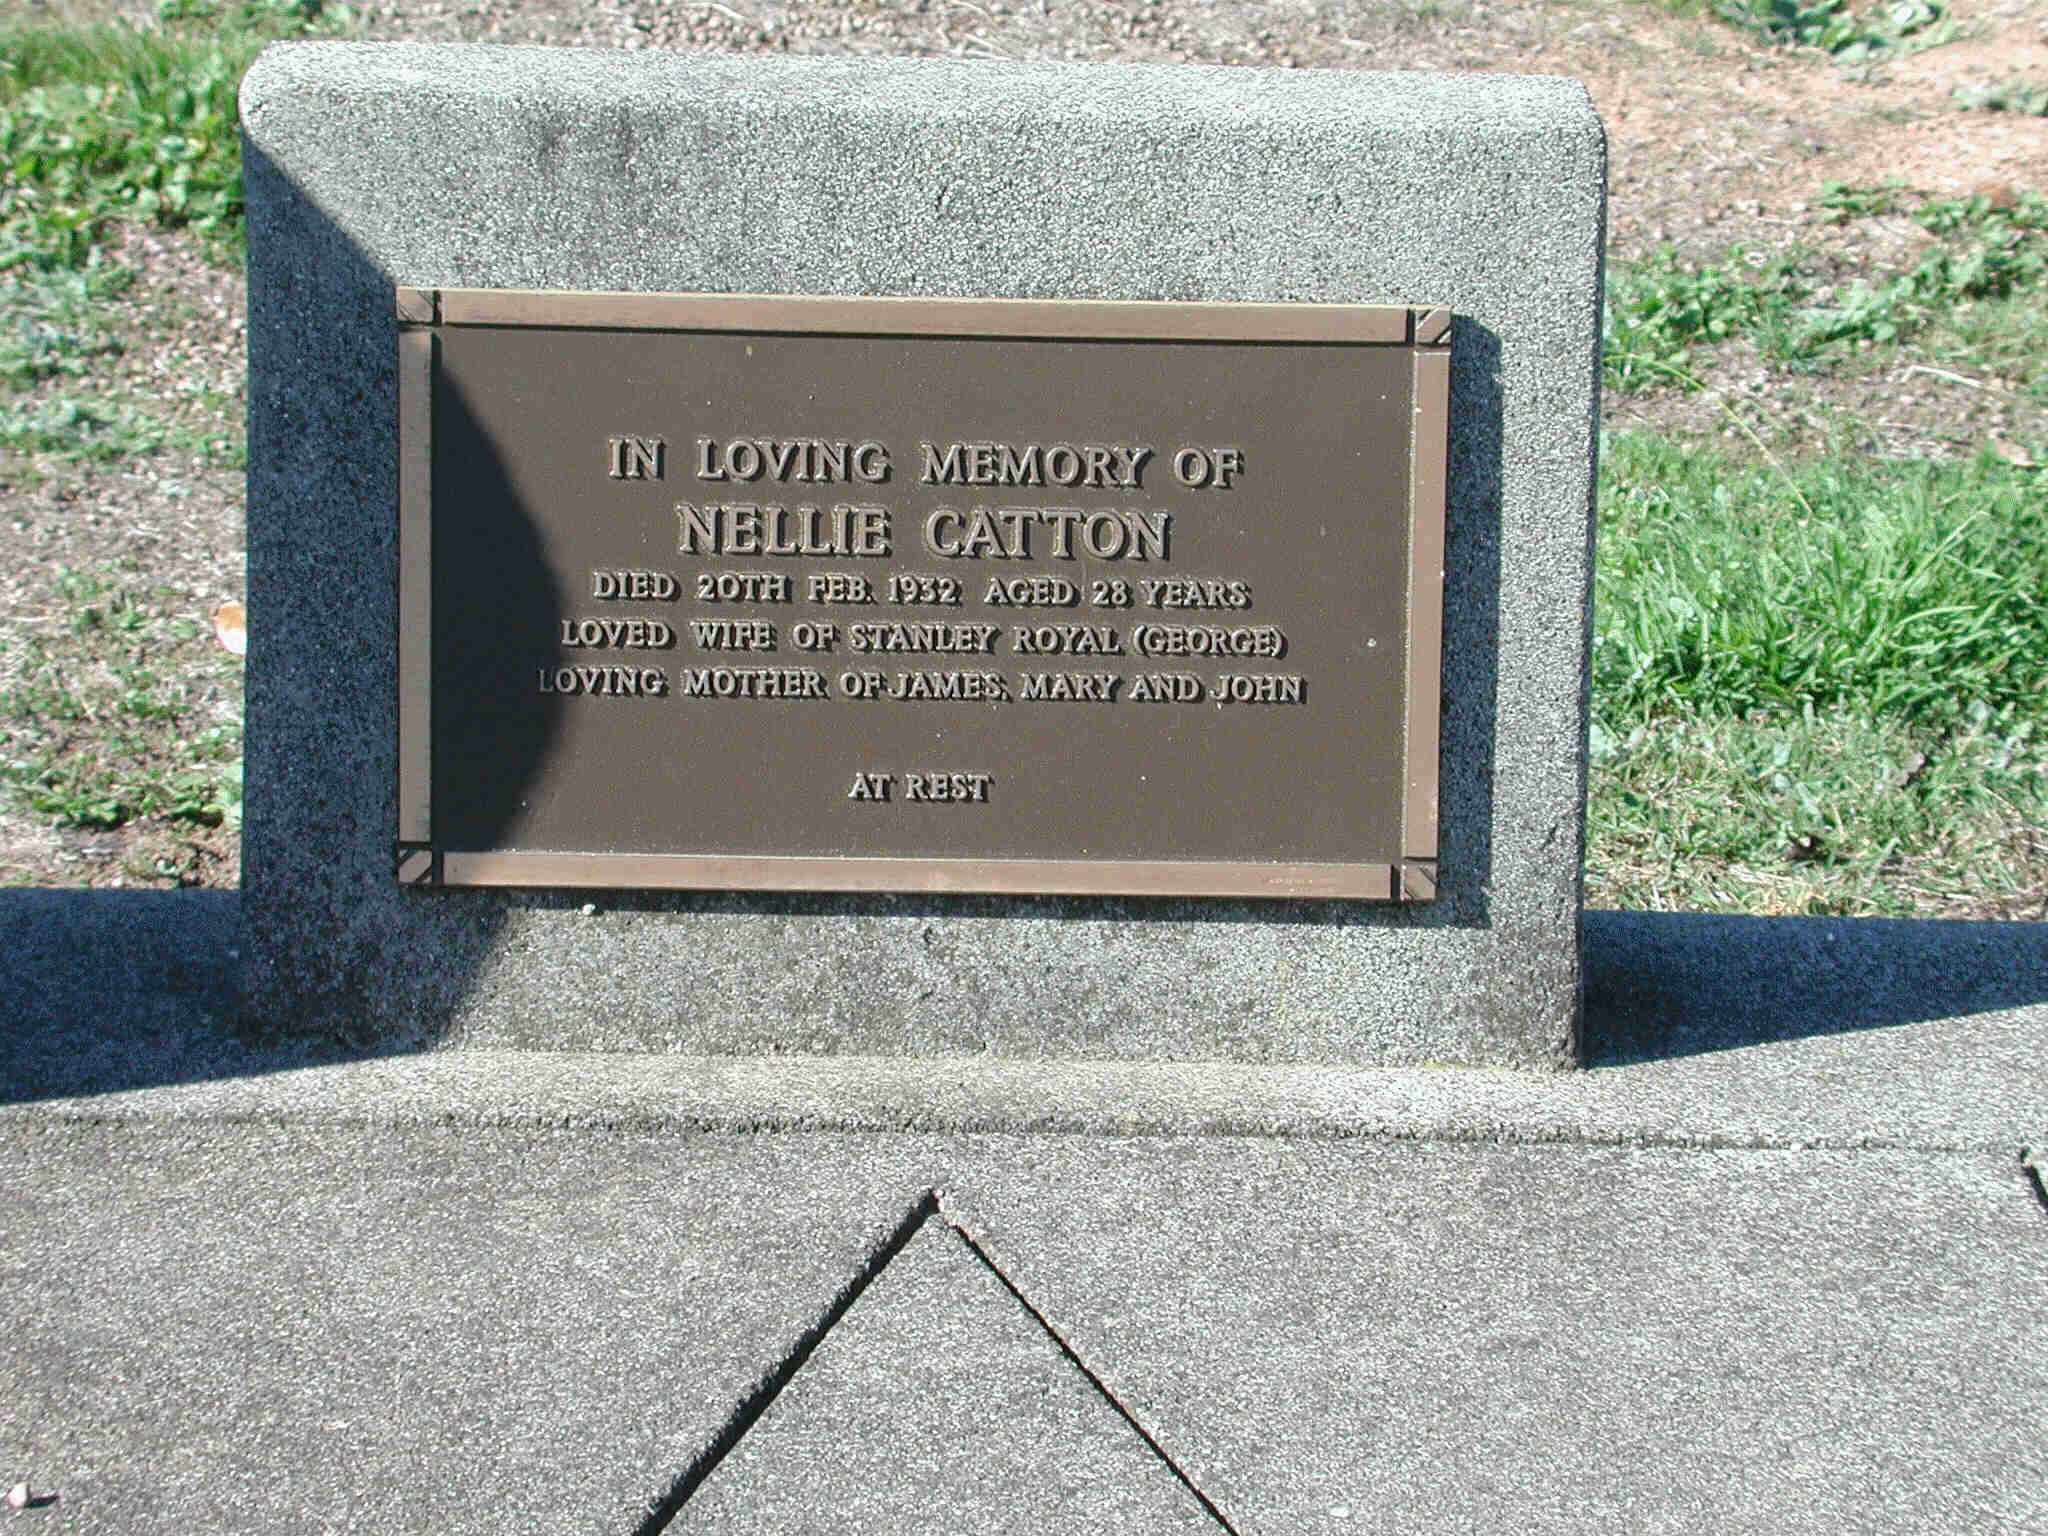 IN LOVING MEMORY OF
NELLIE CATTON
DIED 20TH FEB. 1932 AGED 28 YEARS
LOVED WIFE OF STANLEY ROYAL (GEORGE)
LOVING MOTHER OF JAMES, MARY AND JOHN
AT REST